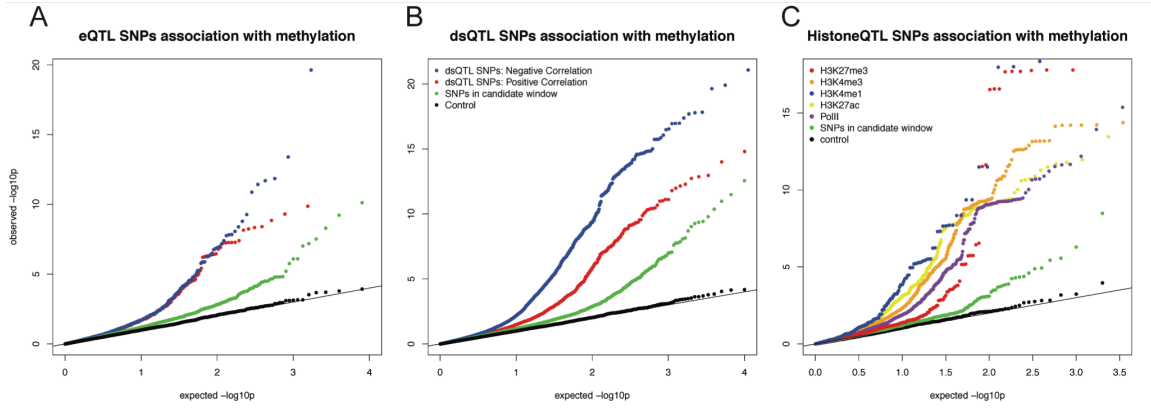 A
eQTL SNPs association with methylation
observed −log10p
20
15
10
5
0
0 1 2 3 4
expected −log10p
B
dsQTL SNPs association with methylation
dsQTL SNPs: Negative Correlation
dsQTL SNPs: Positive Correlation
SNPs in candidate window
Control
20
15
10
5
0
0 1 2 3 4
expected −log10p
C
HistoneQTL SNPs association with methylation
H3K27me3
H3K4me3
H3K4me1
H3K27ac
PolII
SNPs in candidate window
control
15
10
5
0
0.0 0.5 1.0 1.5 2.0 2.5 3.0 3.5
expected −log10p